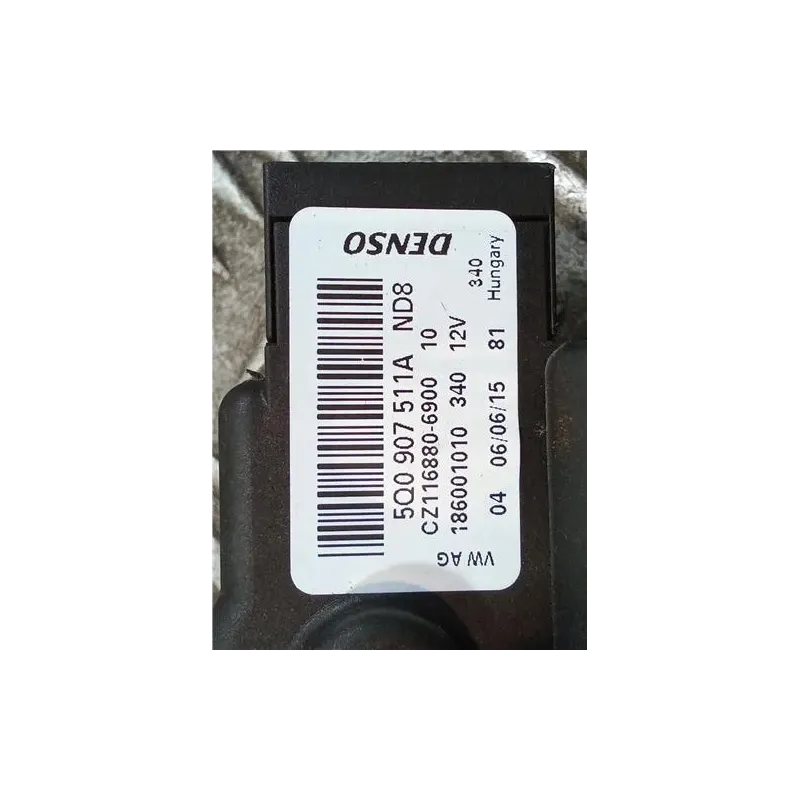 DENSO
5Q0 907 511A ND8
CZ116880-6900 10
186001010 340 12V
04 06/06/15 81
340
Hungary
VW AG